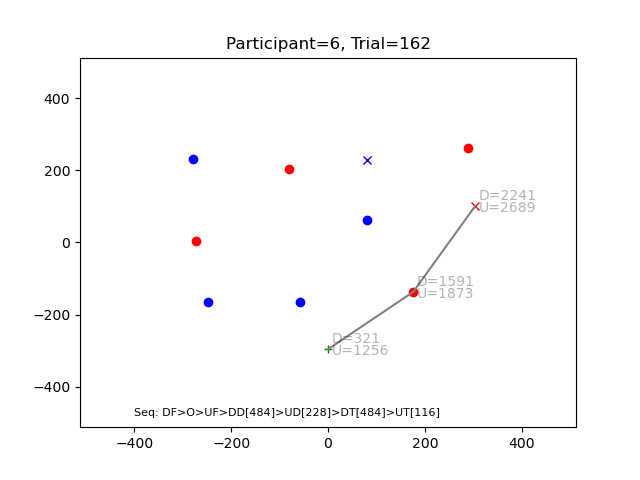 Participant=6, Trial=162
400
200
0
−200
−400
D=2241
U=2689
D=1591
U=1873
D=321
U=1256
Seq: DF>O>UF>DD[484]>UD[228]>DT[484]>UT[116]
−400 −200 0 200 400